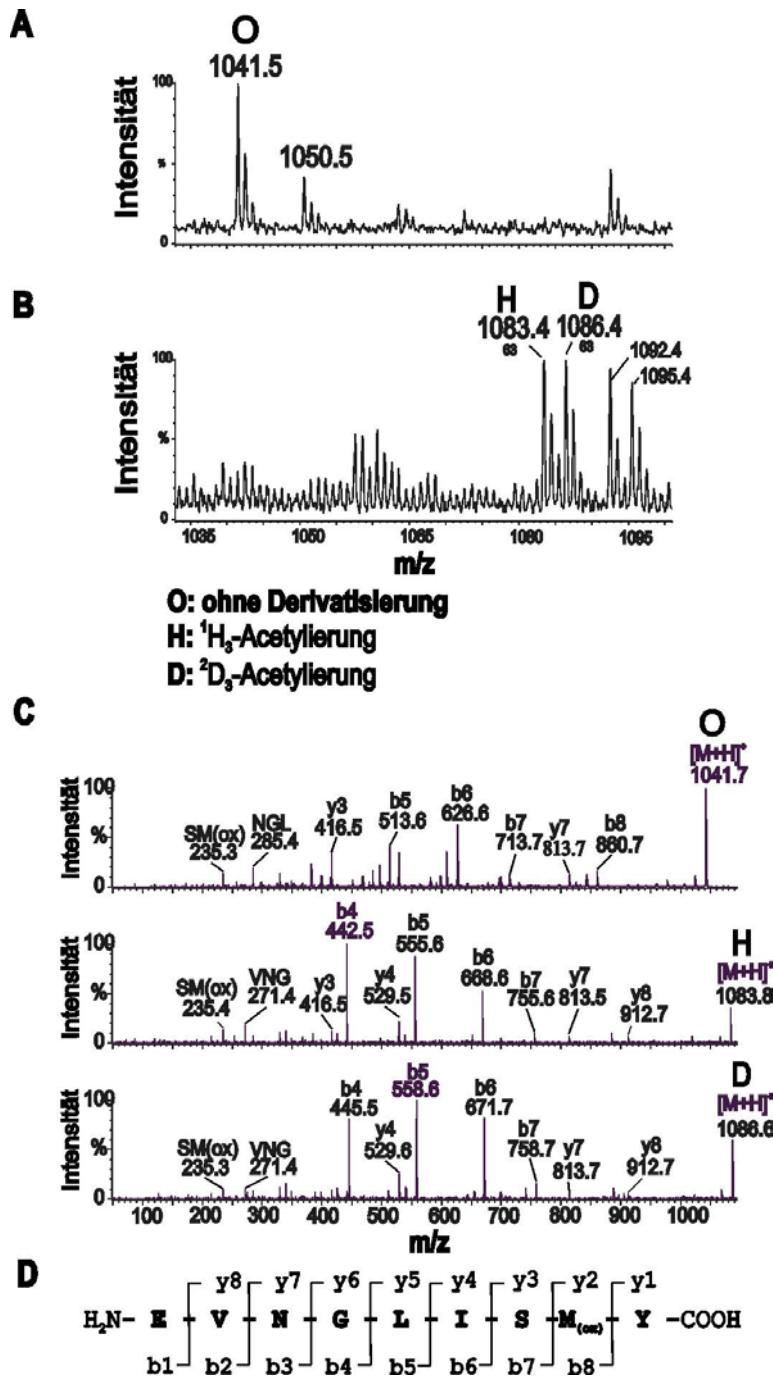 A
O
1041.5
1050.5
100
%
0
Intensität
B
H D
1083.4 1086.4
63 63
1092.4
1095.4
100
%
0
Intensität
1035 1050 1065 1080 1095
m/z
O: ohne Derivatisierung
H: ¹H₃-Acetylierung
D: ²D₃-Acetylierung
C
O
[M+H]⁺
1041.7
100
%
0
Intensität
SM(ox)
235.3
NGL
285.4
y3
416.5
b5
513.6
b6
626.6
b7
713.7
y7
813.7
b8
860.7
H
[M+H]⁺
1083.8
100
%
0
Intensität
SM(ox)
235.4
VNG
271.4
y3
416.5
b4
442.5
y4
529.5
b5
555.6
b6
668.6
b7
755.6
y7
813.5
y8
912.7
D
[M+H]⁺
1086.6
100
%
0
Intensität
SM(ox)
235.3
VNG
271.4
b4
445.5
y4
529.6
b5
558.6
b6
671.7
b7
758.7
y7
813.7
y8
912.7
100 200 300 400 500 600 700 800 900 1000
m/z
D
y8 y7 y6 y5 y4 y3 y2 y1
H₂N- E V N G L I S M(ox) Y -COOH
b1 b2 b3 b4 b5 b6 b7 b8